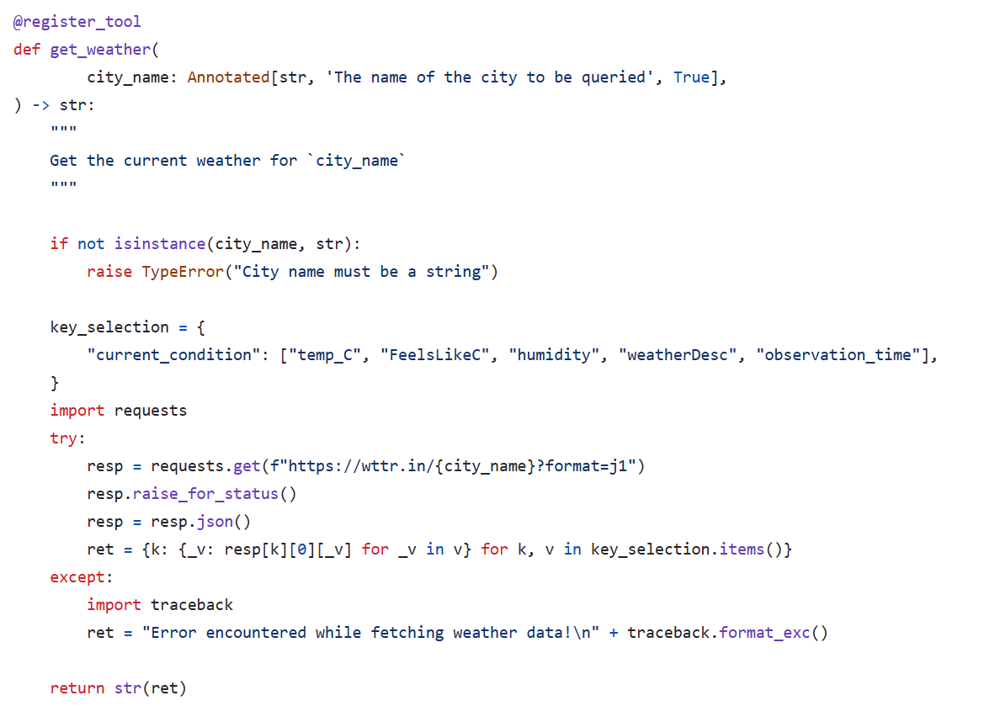 @register_tool
def get_weather(
        city_name: Annotated[str, 'The name of the city to be queried', True],
) -> str:
    """
    Get the current weather for `city_name`
    """

    if not isinstance(city_name, str):
        raise TypeError("City name must be a string")

    key_selection = {
        "current_condition": ["temp_C", "FeelsLikeC", "humidity", "weatherDesc", "observation_time"],
    }
    import requests
    try:
        resp = requests.get(f"https://wttr.in/{city_name}?format=j1")
        resp.raise_for_status()
        resp = resp.json()
        ret = {k: {_v: resp[k][0][_v] for _v in v} for k, v in key_selection.items()}
    except:
        import traceback
        ret = "Error encountered while fetching weather data!\n" + traceback.format_exc()

    return str(ret)